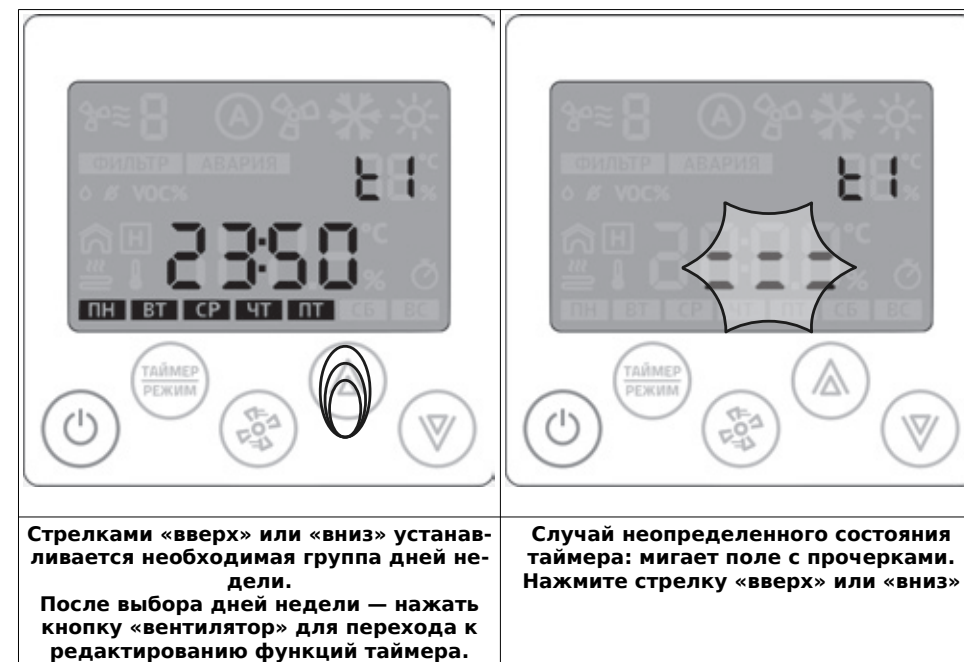 8
A
ФИЛЬТР АВАРИЯ
t1
°C
%
VOC%
H
23:50
°C
%
ПН ВТ СР ЧТ ПТ СБ ВС
ТАЙМЕР
РЕЖИМ
Стрелками «вверх» или «вниз» устанав-
ливается необходимая группа дней не-
дели.
После выбора дней недели — нажать
кнопку «вентилятор» для перехода к
редактированию функций таймера.
8
A
ФИЛЬТР АВАРИЯ
t1
°C
%
VOC%
H
- - -
°C
%
ПН ВТ СР ЧТ ПТ СБ ВС
ТАЙМЕР
РЕЖИМ
Случай неопределенного состояния
таймера: мигает поле с прочерками.
Нажмите стрелку «вверх» или «вниз»